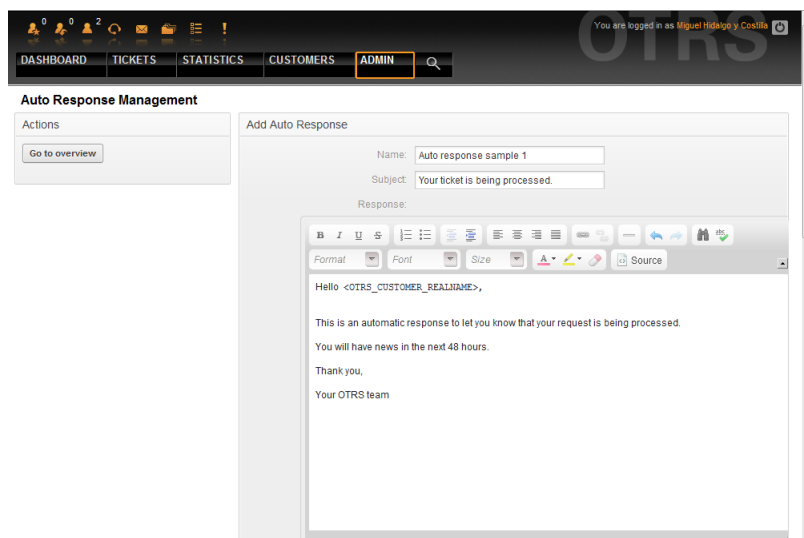 0 0 2
You are logged in as Miguel Hidalgo y Costilla
OTRS
DASHBOARD TICKETS STATISTICS CUSTOMERS ADMIN
Auto Response Management
Actions
Go to overview
Add Auto Response
Name: Auto response sample 1
Subject: Your ticket is being processed.
Response:
B I U S
abc
Format Font Size A Source
Hello <OTRS_CUSTOMER_REALNAME>,
This is an automatic response to let you know that your request is being processed.
You will have news in the next 48 hours.
Thank you,
Your OTRS team